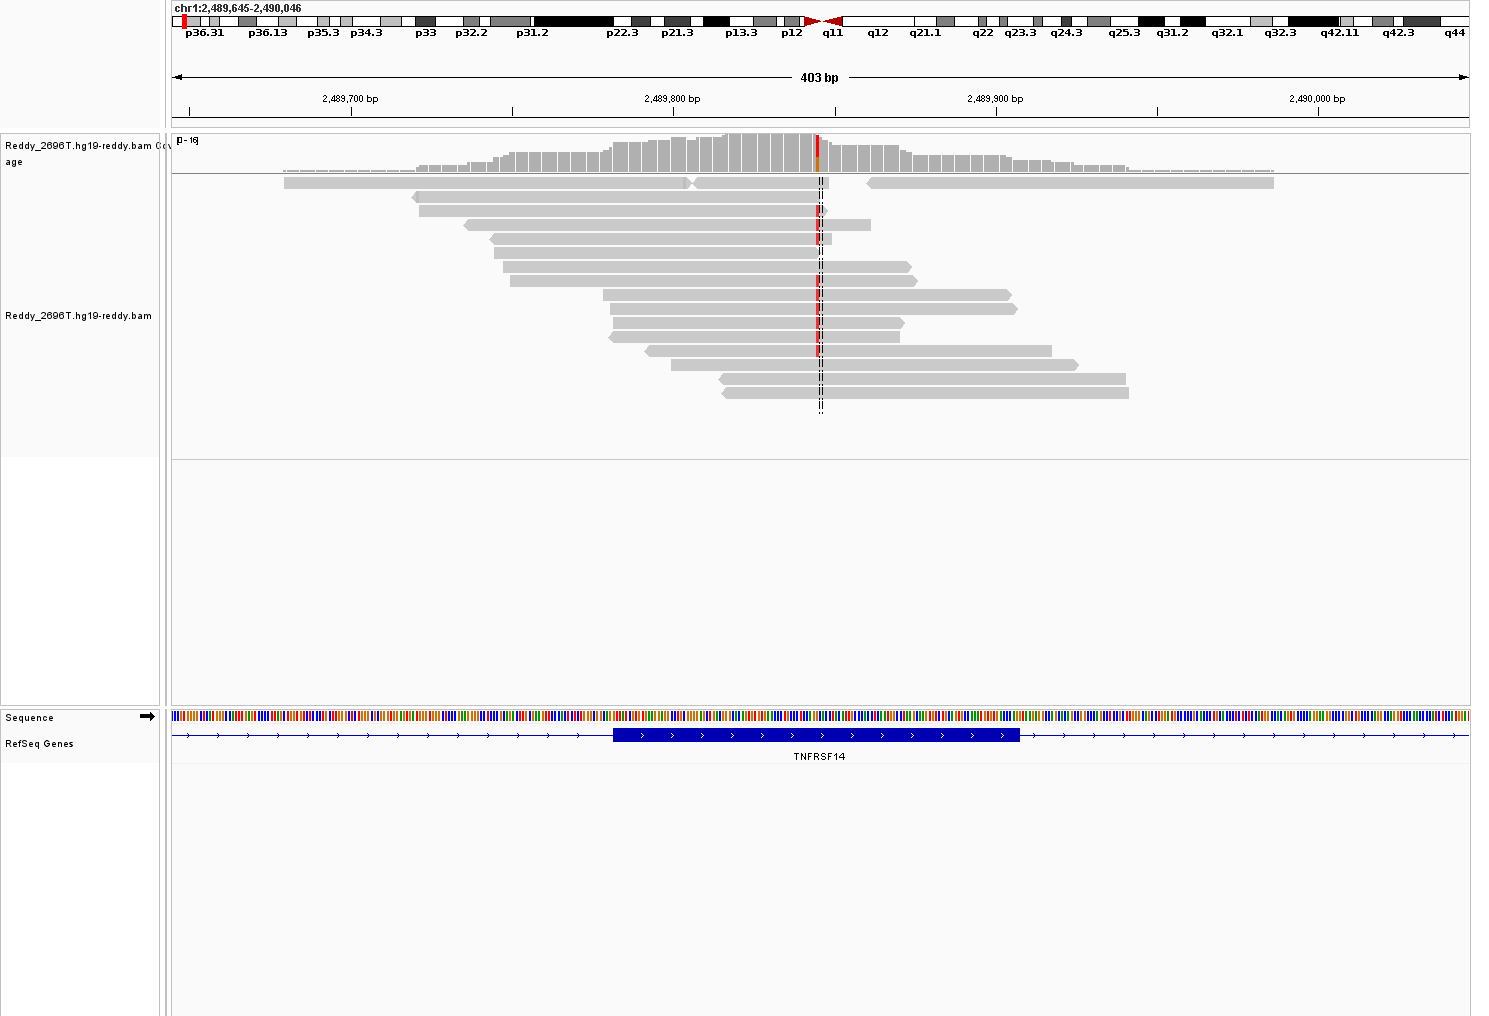 chr1:2,489,645-2,490,046
p36.31 p36.13 p35.3 p34.3 p33 p32.2 p31.2 p22.3 p21.3 p13.3 p12 q11 q12 q21.1 q22 q23.3 q24.3 q25.3 q31.2 q32.1 q32.3 q42.11 q42.3 q44
403 bp
2,489,700 bp 2,489,800 bp 2,489,900 bp 2,490,000 bp
Reddy_2696T.hg19-reddy.bam Cov
age
[0 - 16]
Reddy_2696T.hg19-reddy.bam
Sequence
RefSeq Genes
TNFRSF14